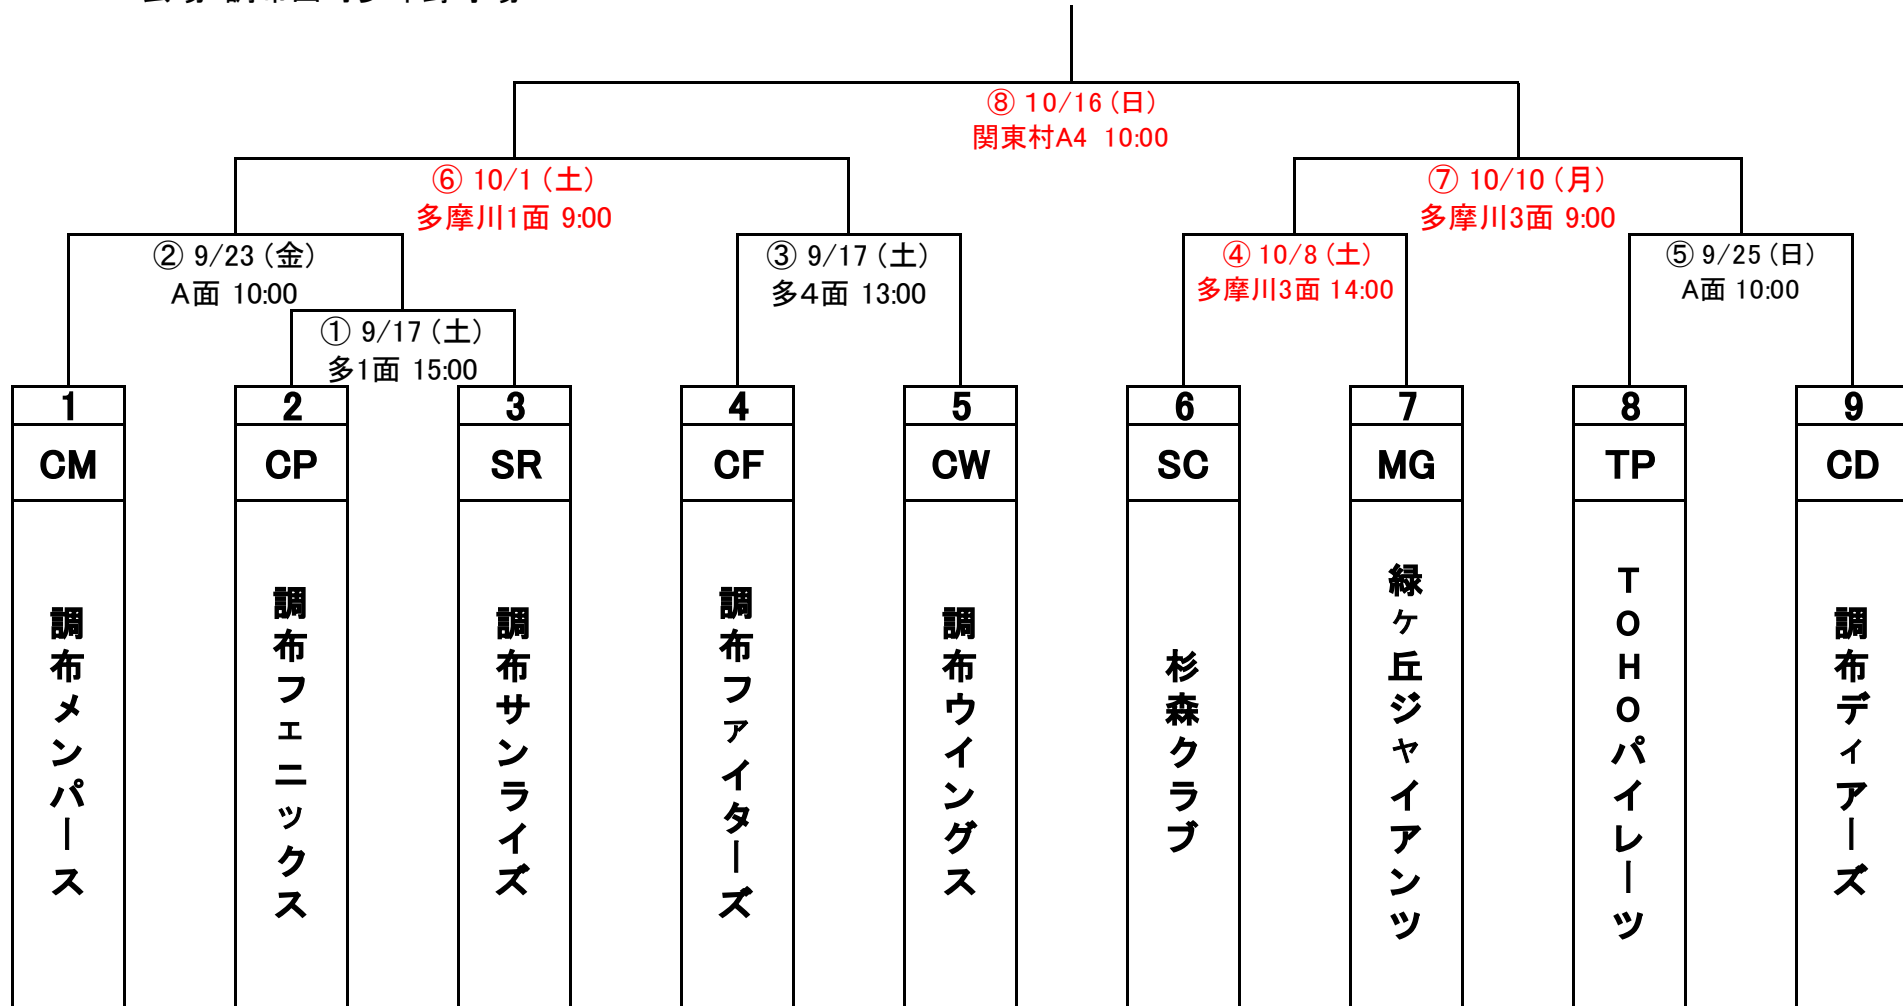 ⑧ 10/16 (日)
関東村A4 10:00
⑥ 10/1 (土)
多摩川1面 9:00
⑦ 10/10 (月)
多摩川3面 9:00
② 9/23 (金)
A面 10:00
③ 9/17 (土)
多4面 13:00
④ 10/8 (土)
多摩川3面 14:00
⑤ 9/25 (日)
A面 10:00
① 9/17 (土)
多1面 15:00
1 2 3 4 5 6 7 8 9
CM CP SR CF CW SC MG TP CD
調布メンパース
調布フェニックス
調布サンライズ
調布ファイターズ
調布ウイングス
杉森クラブ
緑ヶ丘ジャイアンツ
TOHOパイレーツ
調布ディアーズ